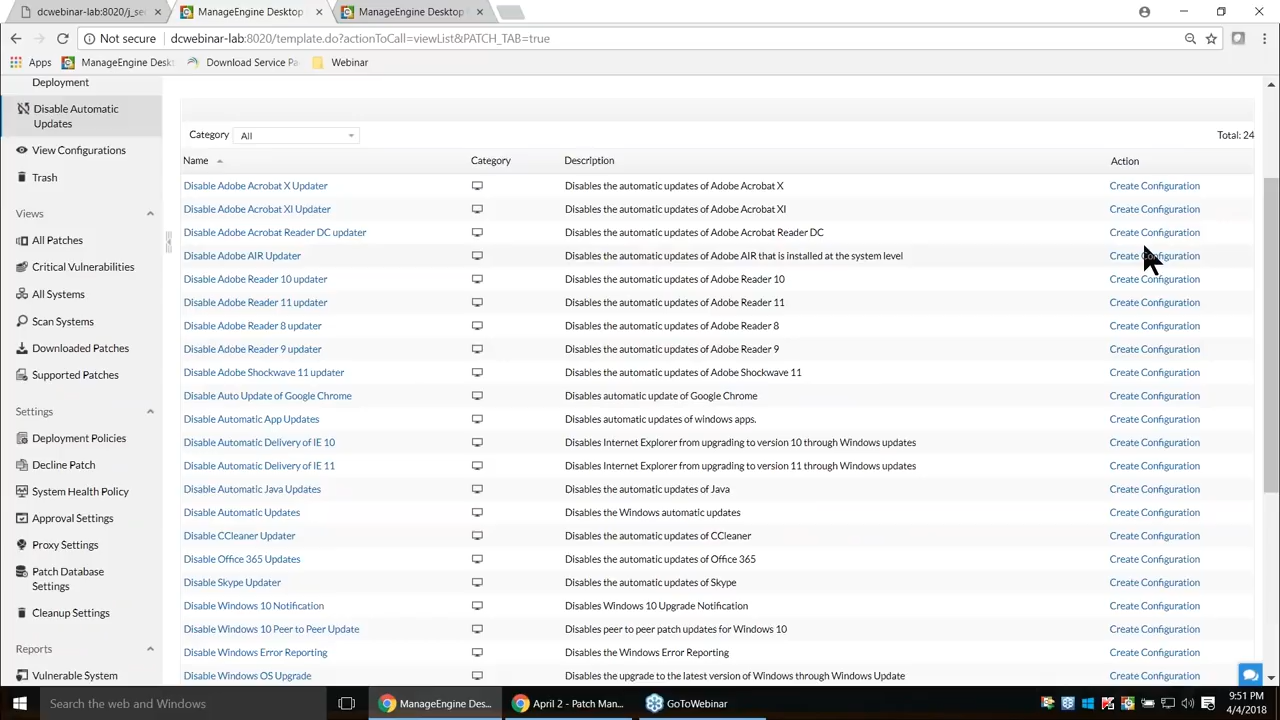 dcwebinar-lab:8020/j_se
ManageEngine Desktop
ManageEngine Desktop
Not secure
dcwebinar-lab:8020/template.do?actionToCall=viewList&PATCH_TAB=true
Apps
ManageEngine Desk
Download Service Pa
Webinar
Deployment
Disable Automatic
Updates
View Configurations
Trash
Views
All Patches
Critical Vulnerabilities
All Systems
Scan Systems
Downloaded Patches
Supported Patches
Settings
Deployment Policies
Decline Patch
System Health Policy
Approval Settings
Proxy Settings
Patch Database
Settings
Cleanup Settings
Reports
Vulnerable System
Category All Total: 24
Name Category Description Action
Disable Adobe Acrobat X Updater Disables the automatic updates of Adobe Acrobat X Create Configuration
Disable Adobe Acrobat XI Updater Disables the automatic updates of Adobe Acrobat XI Create Configuration
Disable Adobe Acrobat Reader DC updater Disables the automatic updates of Adobe Acrobat Reader DC Create Configuration
Disable Adobe AIR Updater Disables the automatic updates of Adobe AIR that is installed at the system level Create Configuration
Disable Adobe Reader 10 updater Disables the automatic updates of Adobe Reader 10 Create Configuration
Disable Adobe Reader 11 updater Disables the automatic updates of Adobe Reader 11 Create Configuration
Disable Adobe Reader 8 updater Disables the automatic updates of Adobe Reader 8 Create Configuration
Disable Adobe Reader 9 updater Disables the automatic updates of Adobe Reader 9 Create Configuration
Disable Adobe Shockwave 11 updater Disables the automatic updates of Adobe Shockwave 11 Create Configuration
Disable Auto Update of Google Chrome Disables automatic update of Google Chrome Create Configuration
Disable Automatic App Updates Disables automatic updates of windows apps. Create Configuration
Disable Automatic Delivery of IE 10 Disables Internet Explorer from upgrading to version 10 through Windows updates Create Configuration
Disable Automatic Delivery of IE 11 Disables Internet Explorer from upgrading to version 11 through Windows updates Create Configuration
Disable Automatic Java Updates Disables the automatic updates of Java Create Configuration
Disable Automatic Updates Disables the Windows automatic updates Create Configuration
Disable CCleaner Updater Disables the automatic updates of CCleaner Create Configuration
Disable Office 365 Updates Disables the automatic updates of Office 365 Create Configuration
Disable Skype Updater Disables the automatic updates of Skype Create Configuration
Disable Windows 10 Notification Disables Windows 10 Upgrade Notification Create Configuration
Disable Windows 10 Peer to Peer Update Disables peer to peer patch updates for Windows 10 Create Configuration
Disable Windows Error Reporting Disables the Windows Error Reporting Create Configuration
Disable Windows OS Upgrade Disables the upgrade to the latest version of Windows through Windows Update Create Configuration
Search the web and Windows
ManageEngine Des...
April 2 - Patch Man...
GoToWebinar
9:51 PM
4/4/2018